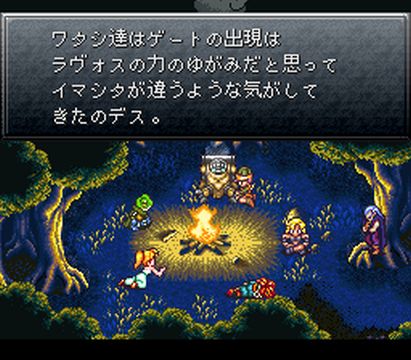 ワタシ達はゲートの出現は
ラヴォスの力のゆがみだと思って
イマシタが違うような気がして
きたのデス。